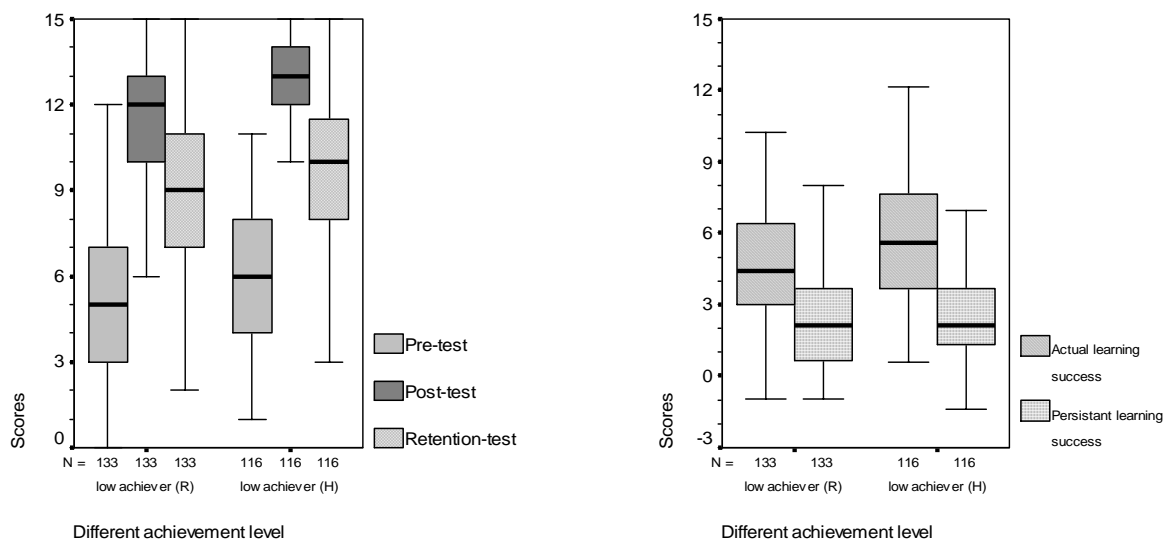 15
12
9
6
3
0
Scores
N = 133 133 133 116 116 116
low achiever (R) low achiever (H)
Different achievement level
Pre-test
Post-test
Retention-test
15
12
9
6
3
0
-3
Scores
N = 133 133 116 116
low achiever (R) low achiever (H)
Different achievement level
Actual learning
success
Persistant learning
success